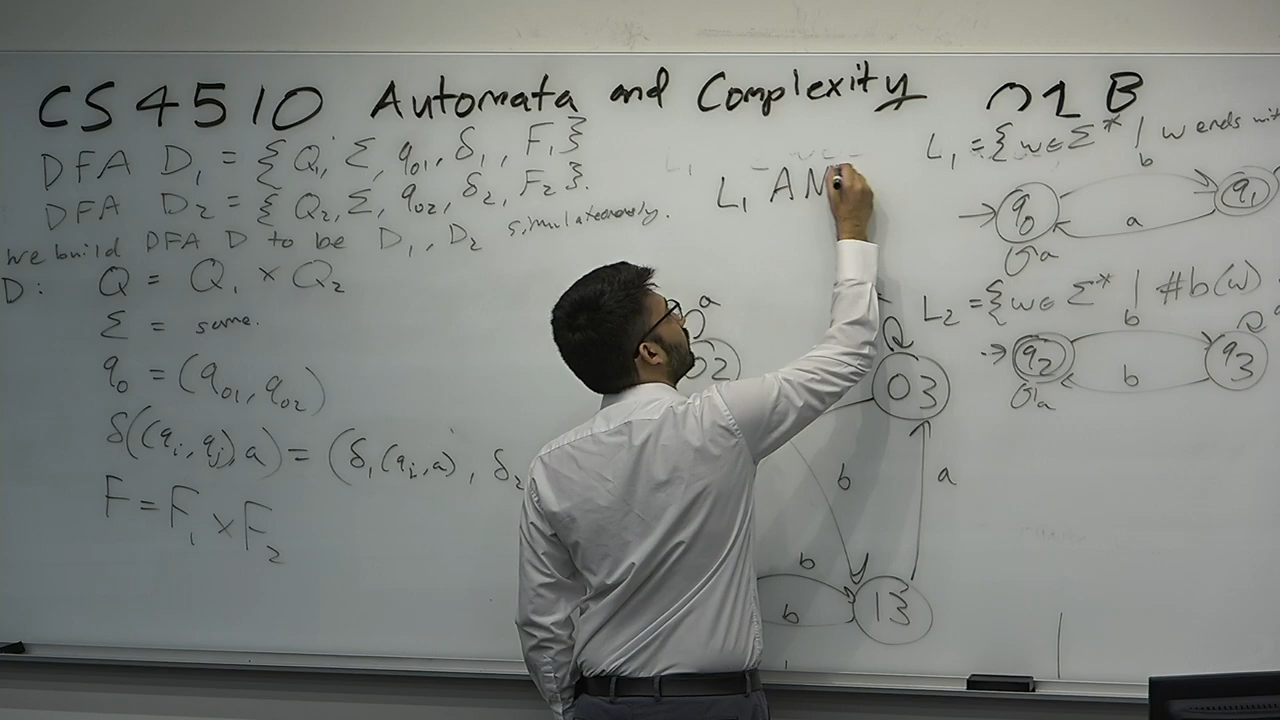 CS 4510 Automata and Complexity 01 B
DFA D₁ = {Q₁, Σ, q₀₁, δ₁, F₁}
DFA D₂ = {Q₂, Σ, q₀₂, δ₂, F₂}.
we build DFA D to be D₁, D₂ simulateneously.
D: Q = Q₁ × Q₂
Σ = same.
q₀ = (q₀₁, q₀₂)
δ((qᵢ, qⱼ), a) = (δ₁(qᵢ, a), δ₂
F = F₁ × F₂
L₁ AN
a
02
03
b
a
b
b
13
L₁ = {w ∈ Σ* | w ends wit
b
q₀
q₁
a
a
L₂ = {w ∈ Σ* | #b(w)
b
q₂
q₃
b
a